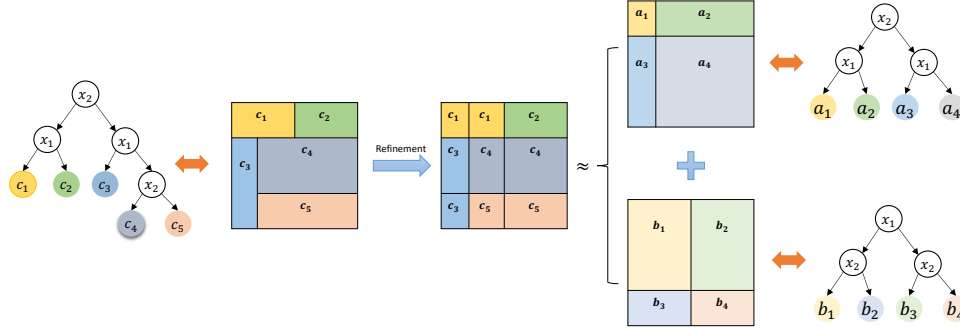 x₂
x₁ x₁
c₁ c₂ c₃ x₂
c₄ c₅
c₁ c₂
c₃ c₄
c₅
Refinement
c₁ c₁ c₂
c₃ c₄ c₄
c₃ c₅ c₅
≈
a₁ a₂
a₃ a₄
x₂
x₁ x₁
a₁ a₂ a₃ a₄
b₁ b₂
b₃ b₄
x₁
x₂ x₂
b₁ b₂ b₃ b₄